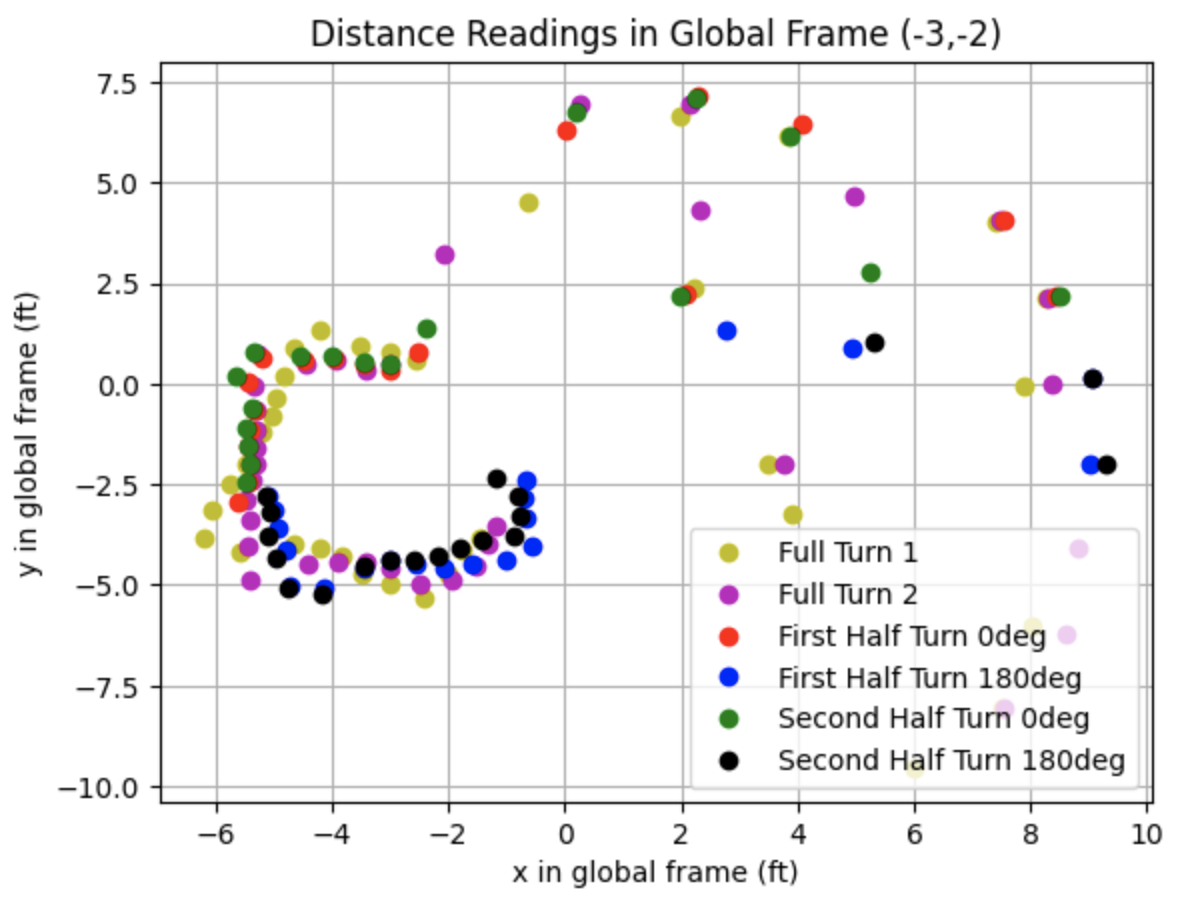 Distance Readings in Global Frame (-3,-2)
7.5
5.0
2.5
0.0
−2.5
−5.0
−7.5
−10.0
y in global frame (ft)
Full Turn 1
Full Turn 2
First Half Turn 0deg
First Half Turn 180deg
Second Half Turn 0deg
Second Half Turn 180deg
−6 −4 −2 0 2 4 6 8 10
x in global frame (ft)